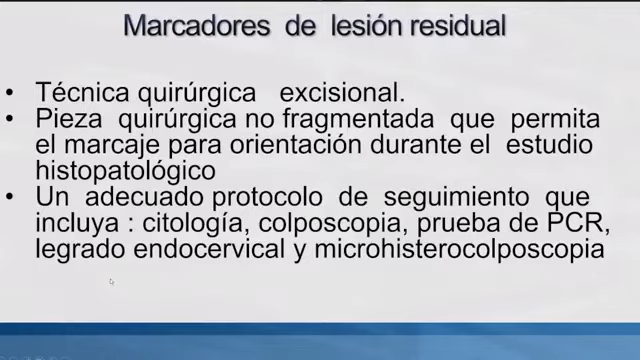 Marcadores de lesión residual
• Técnica quirúrgica excisional.
• Pieza quirúrgica no fragmentada que permita
el marcaje para orientación durante el estudio
histopatológico
• Un adecuado protocolo de seguimiento que
incluya : citología, colposcopia, prueba de PCR,
legrado endocervical y microhisterocolposcopia